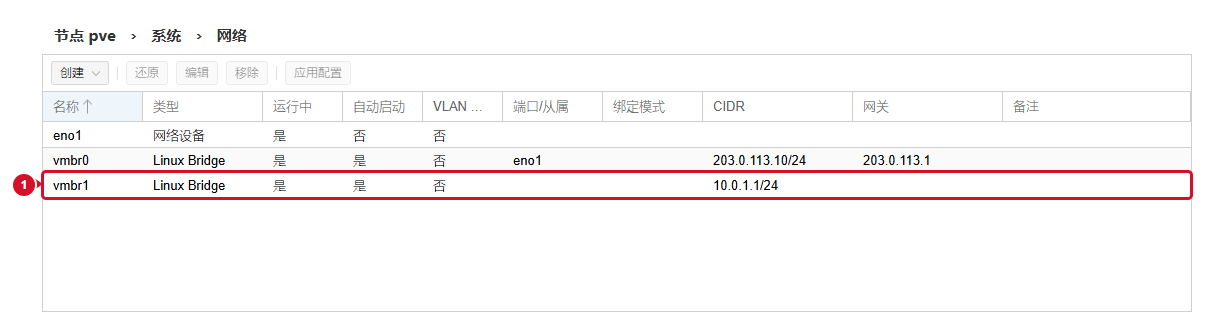 节点 pve › 系统 › 网络
创建 还原 编辑 移除 应用配置
名称↑ 类型 运行中 自动启动 VLAN ... 端口/从属 绑定模式 CIDR 网关 备注
eno1 网络设备 是 否 否
vmbr0 Linux Bridge 是 是 否 eno1 203.0.113.10/24 203.0.113.1
1 vmbr1 Linux Bridge 是 是 否 10.0.1.1/24